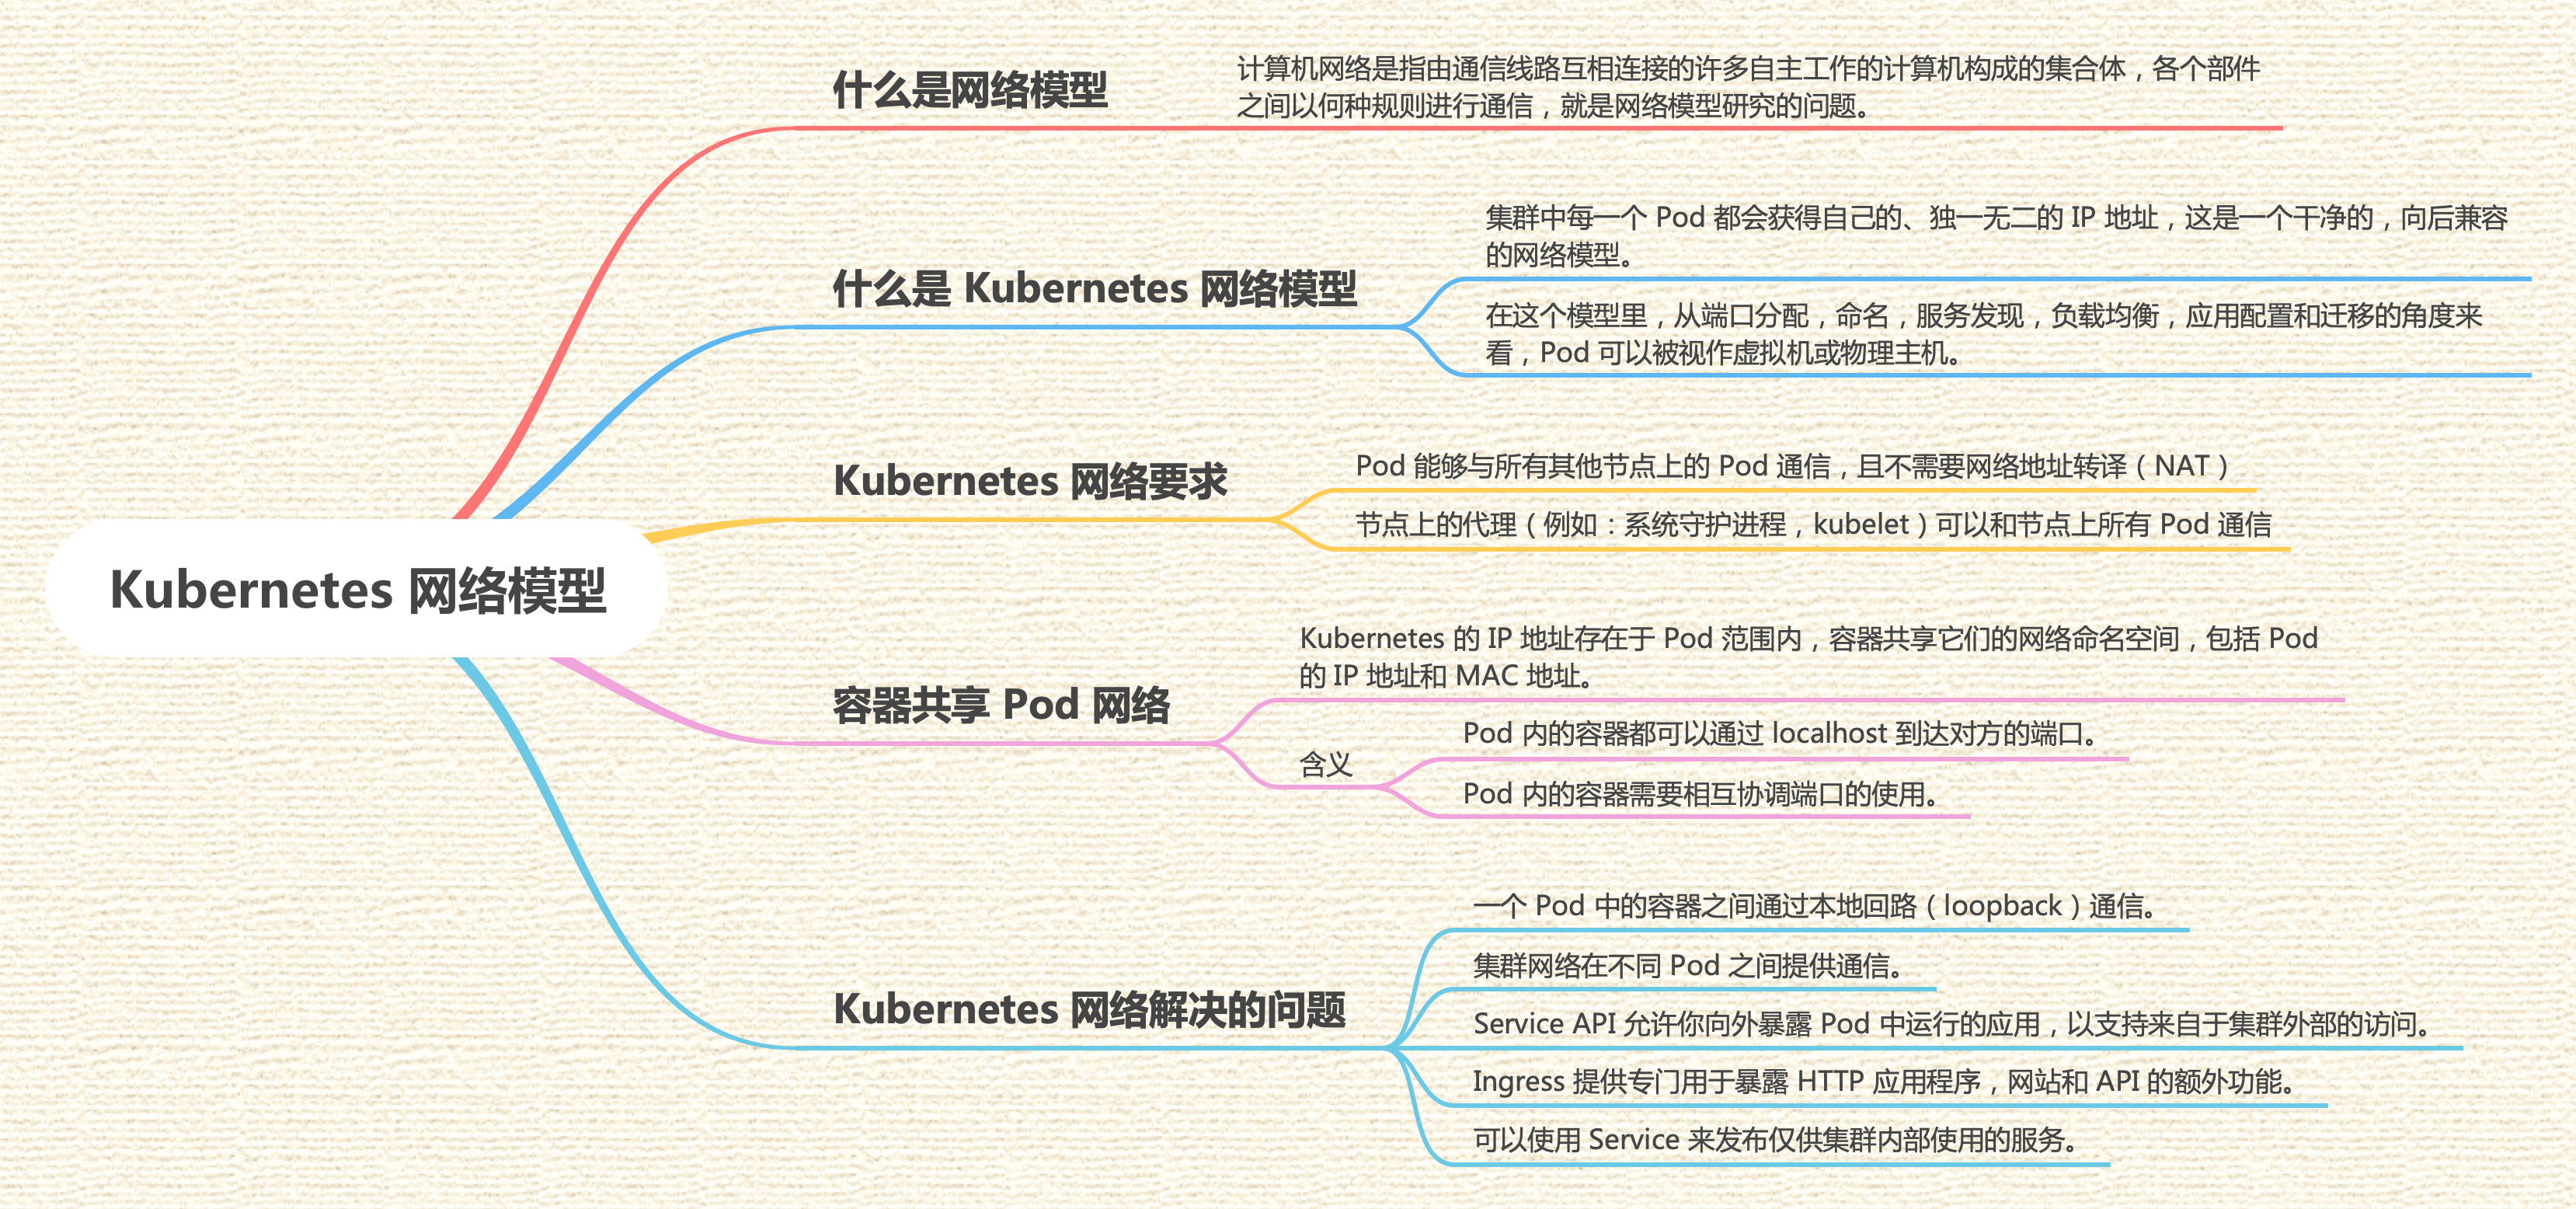 什么是网络模型
计算机网络是指由通信线路互相连接的许多自主工作的计算机构成的集合体，各个部件
之间以何种规则进行通信，就是网络模型研究的问题。
什么是 Kubernetes 网络模型
集群中每一个 Pod 都会获得自己的、独一无二的 IP 地址，这是一个干净的，向后兼容
的网络模型。
在这个模型里，从端口分配，命名，服务发现，负载均衡，应用配置和迁移的角度来
看，Pod 可以被视作虚拟机或物理主机。
Kubernetes 网络要求
Pod 能够与所有其他节点上的 Pod 通信，且不需要网络地址转译（NAT）
节点上的代理（例如：系统守护进程，kubelet）可以和节点上所有 Pod 通信
Kubernetes 网络模型
容器共享 Pod 网络
Kubernetes 的 IP 地址存在于 Pod 范围内，容器共享它们的网络命名空间，包括 Pod
的 IP 地址和 MAC 地址。
含义
Pod 内的容器都可以通过 localhost 到达对方的端口。
Pod 内的容器需要相互协调端口的使用。
Kubernetes 网络解决的问题
一个 Pod 中的容器之间通过本地回路（loopback）通信。
集群网络在不同 Pod 之间提供通信。
Service API 允许你向外暴露 Pod 中运行的应用，以支持来自于集群外部的访问。
Ingress 提供专门用于暴露 HTTP 应用程序，网站和 API 的额外功能。
可以使用 Service 来发布仅供集群内部使用的服务。